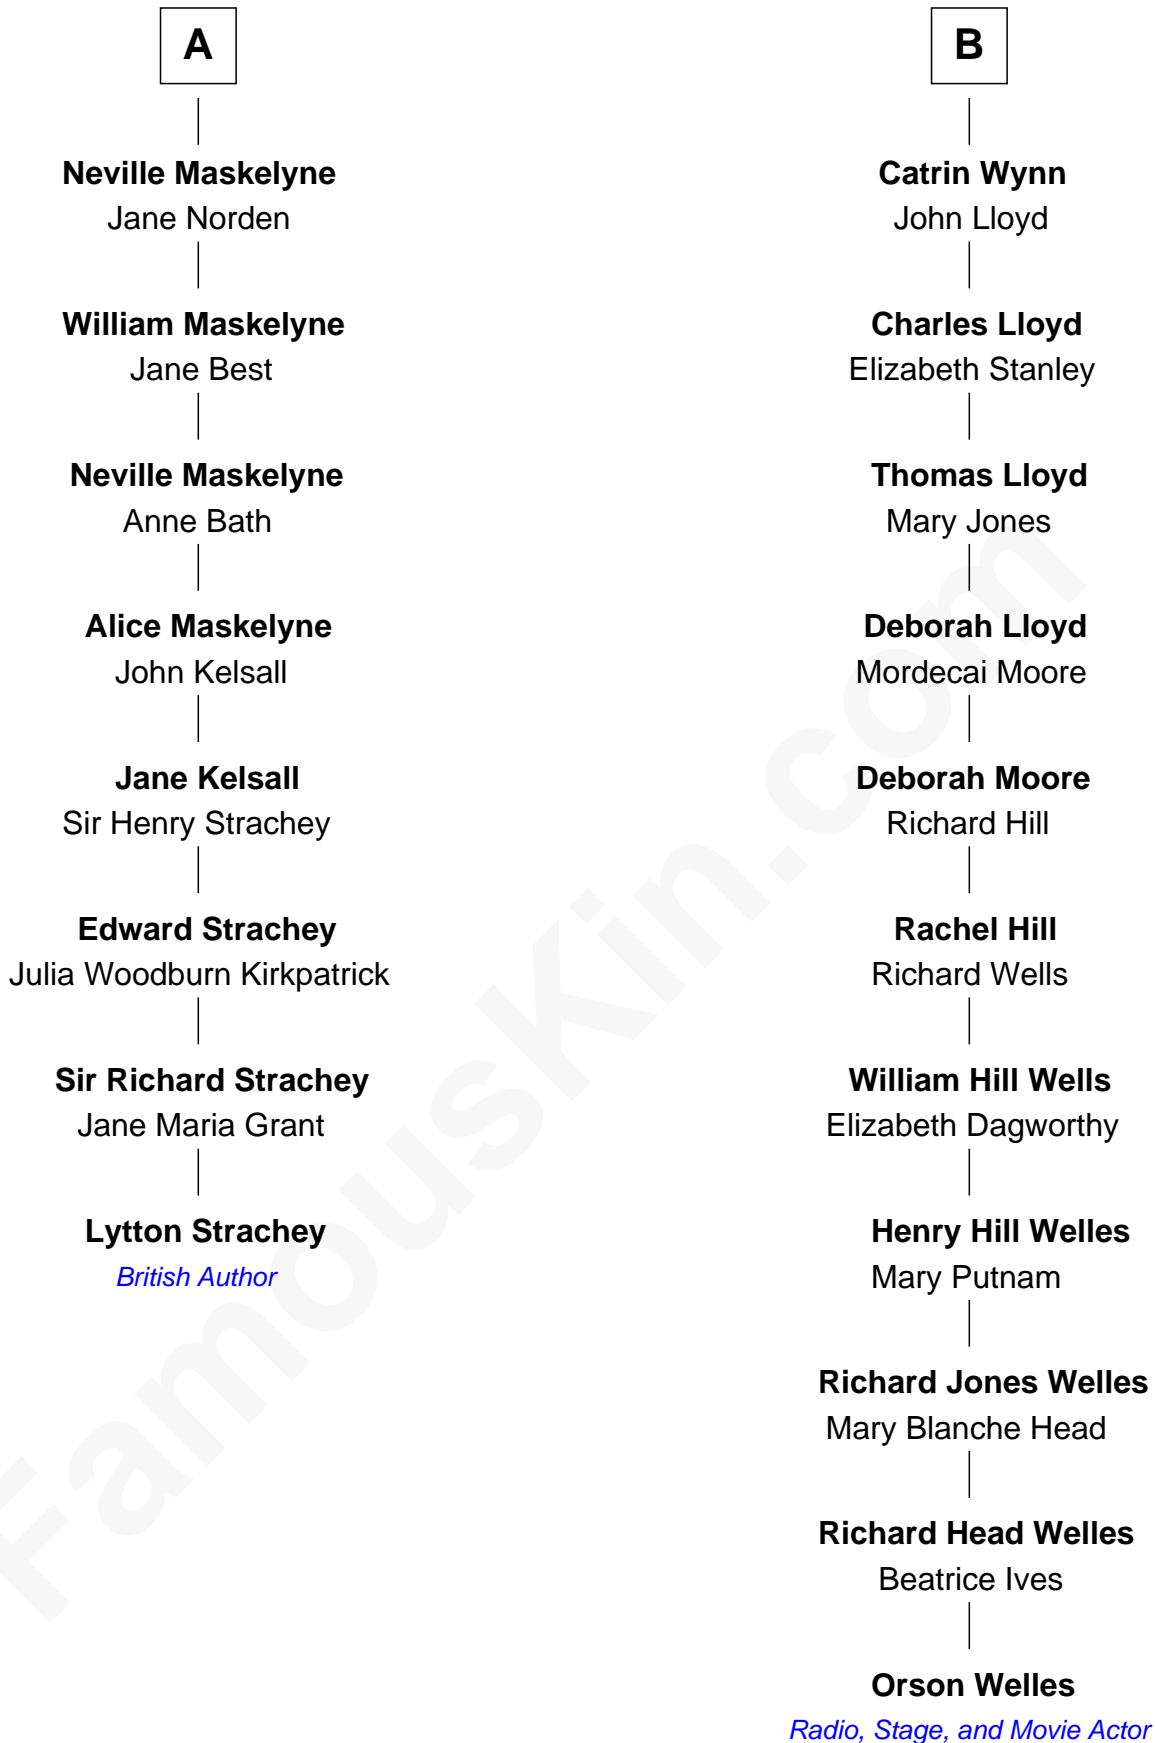 A
Neville Maskelyne
Jane Norden
William Maskelyne
Jane Best
Neville Maskelyne
Anne Bath
Alice Maskelyne
John Kelsall
Jane Kelsall
Sir Henry Strachey
Edward Strachey
Julia Woodburn Kirkpatrick
Sir Richard Strachey
Jane Maria Grant
Lytton Strachey
British Author
B
Catrin Wynn
John Lloyd
Charles Lloyd
Elizabeth Stanley
Thomas Lloyd
Mary Jones
Deborah Lloyd
Mordecai Moore
Deborah Moore
Richard Hill
Rachel Hill
Richard Wells
William Hill Wells
Elizabeth Dagworthy
Henry Hill Welles
Mary Putnam
Richard Jones Welles
Mary Blanche Head
Richard Head Welles
Beatrice Ives
Orson Welles
Radio, Stage, and Movie Actor
FamousKin.com